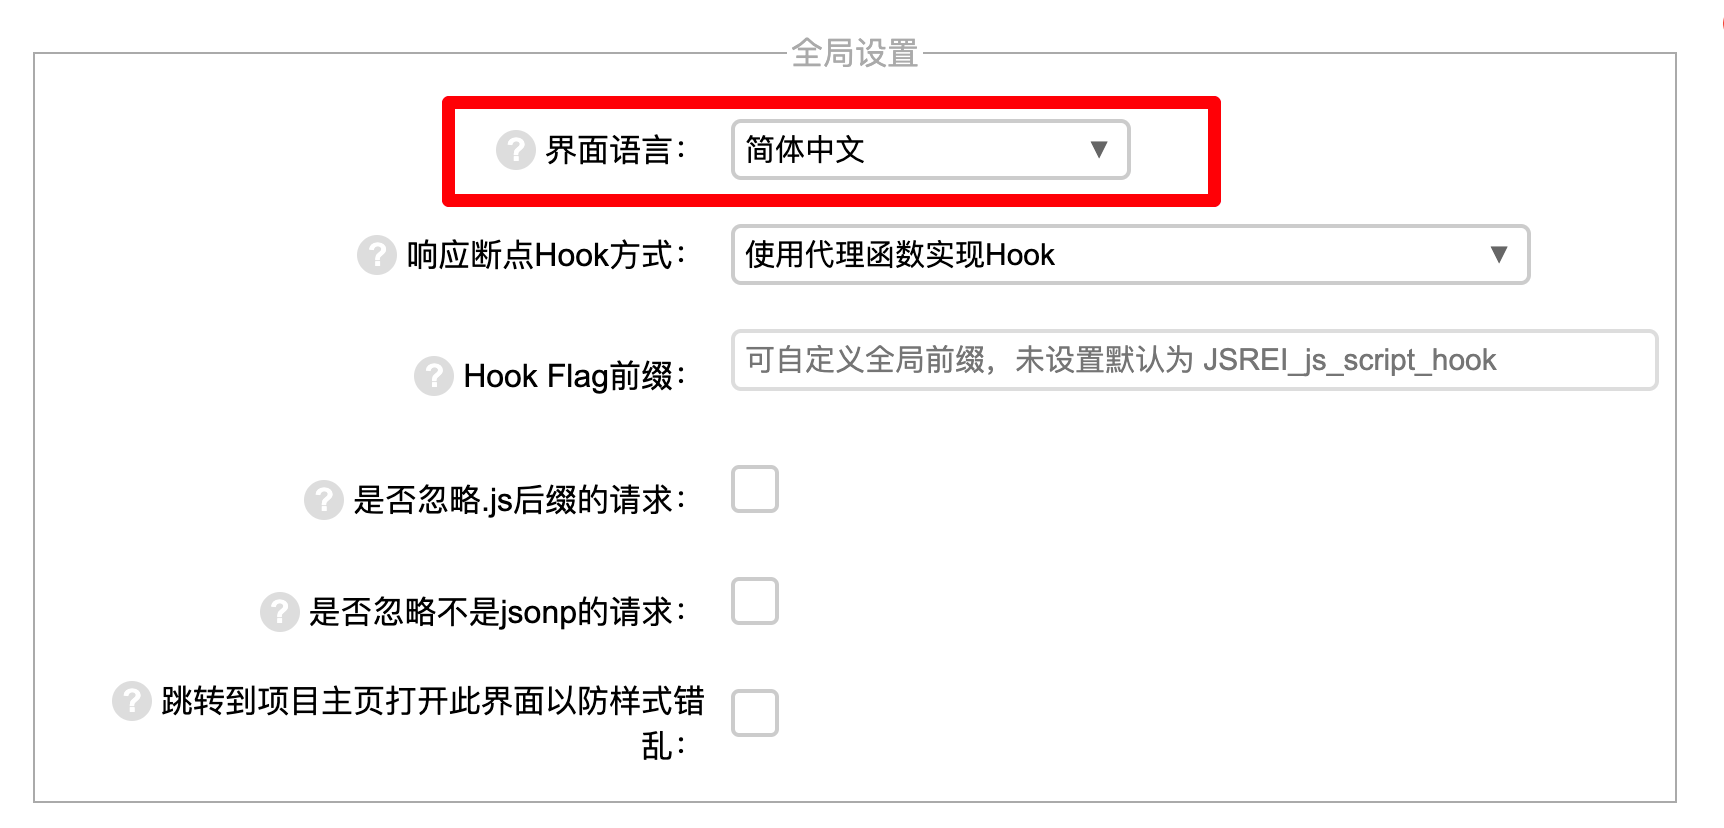 全局设置
? 界面语言： 简体中文 ▼
? 响应断点Hook方式： 使用代理函数实现Hook ▼
? Hook Flag前缀： 可自定义全局前缀，未设置默认为 JSREI_js_script_hook
? 是否忽略.js后缀的请求：
? 是否忽略不是jsonp的请求：
? 跳转到项目主页打开此界面以防样式错
乱：